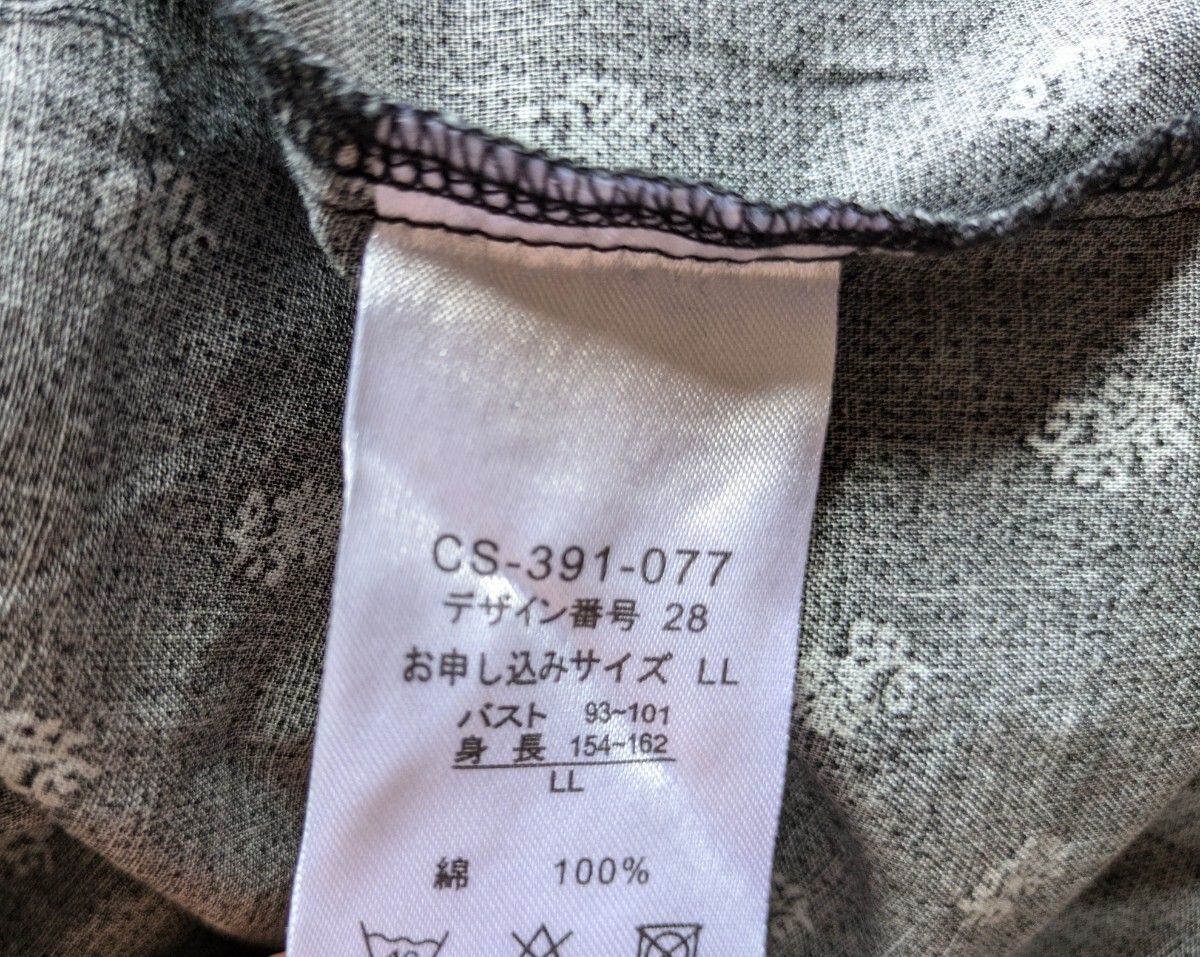 CS-391-077
デザイン番号 28
お申し込みサイズ LL
バスト 93~101
身 長 154~162
LL
綿 100%